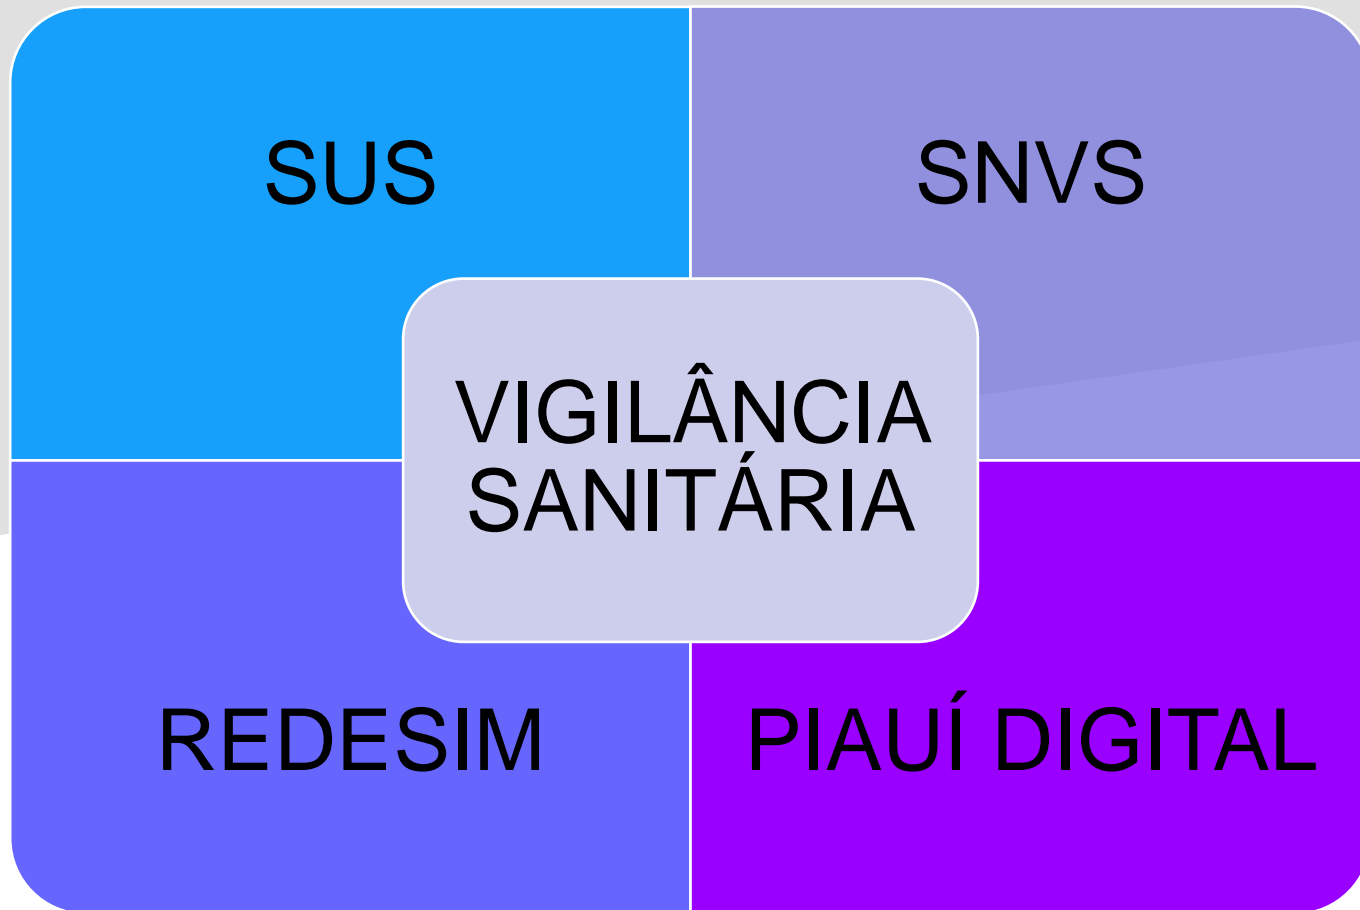 SUS
SNVS
VIGILÂNCIA
SANITÁRIA
REDESIM
PIAUÍ DIGITAL